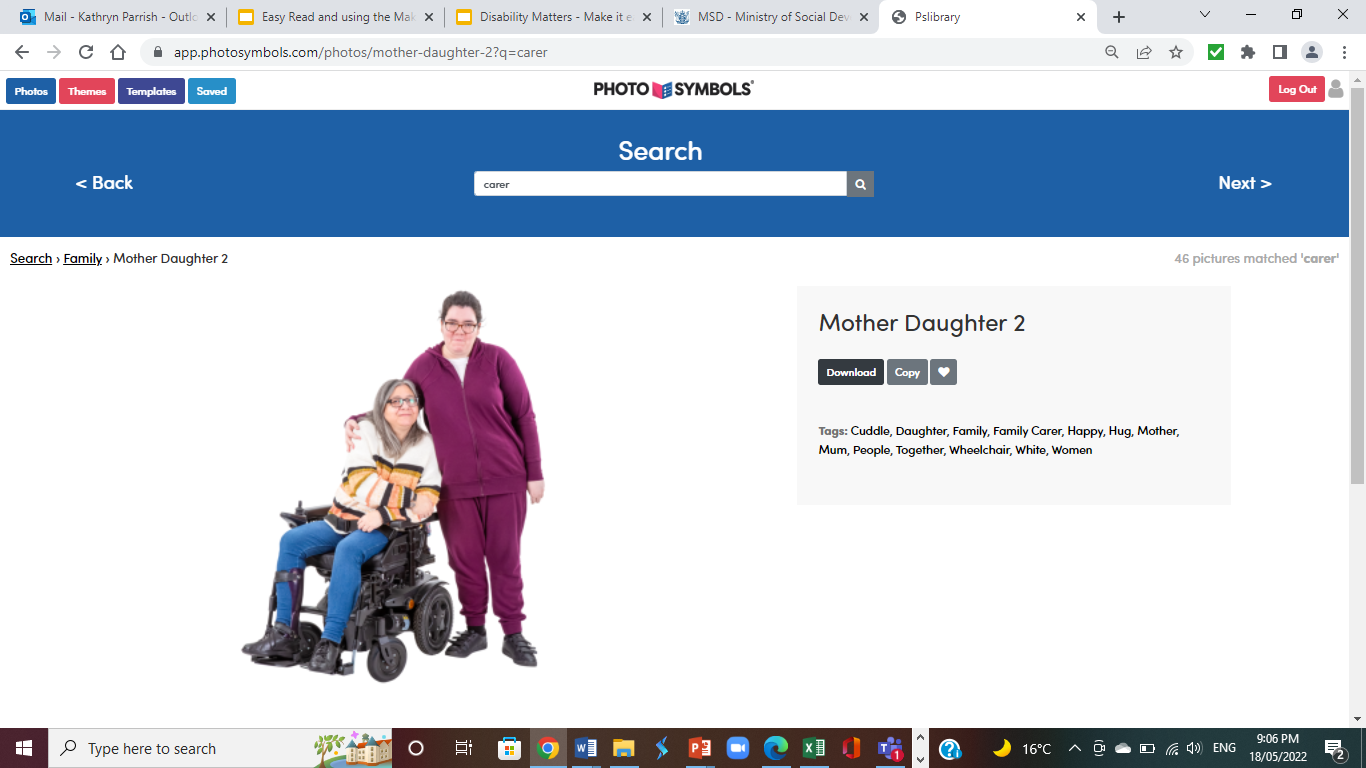 Mail - Kathryn Parrish - Outlo
Easy Read and using the Mak
Disability Matters - Make it e
MSD - Ministry of Social Dev
Pslibrary
app.photosymbols.com/photos/mother-daughter-2?q=carer
Photos
Themes
Templates
Saved
PHOTO SYMBOLS
Log Out
Search
< Back
carer
Next >
Search › Family › Mother Daughter 2
46 pictures matched 'carer'
Mother Daughter 2
Download
Copy
Tags: Cuddle, Daughter, Family, Family Carer, Happy, Hug, Mother,
Mum, People, Together, Wheelchair, White, Women
Type here to search
16°C
ENG
9:06 PM
18/05/2022